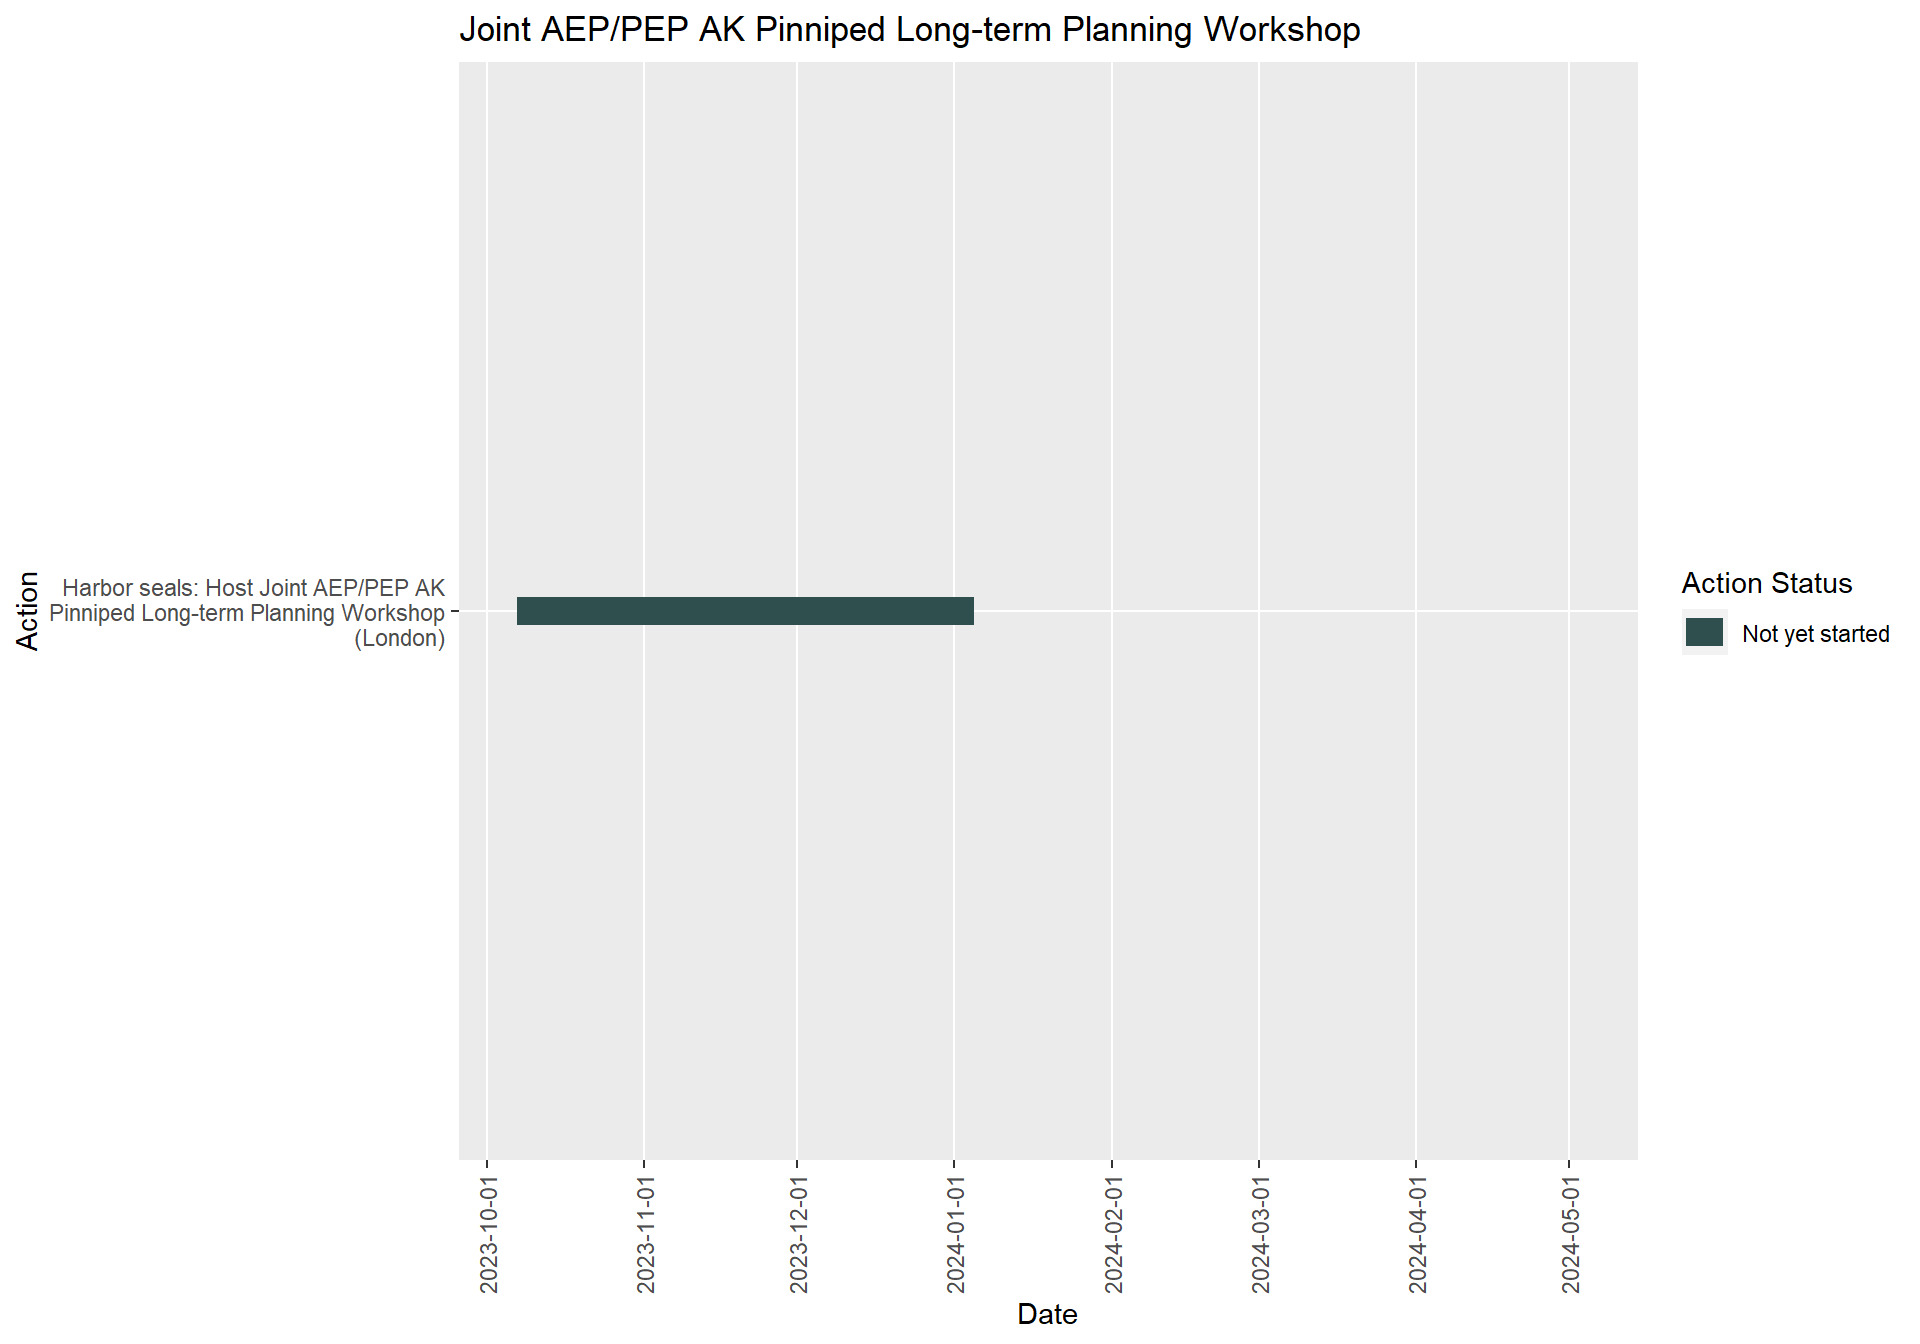 Joint AEP/PEP AK Pinniped Long-term Planning Workshop
Action
Harbor seals: Host Joint AEP/PEP AK
Pinniped Long-term Planning Workshop
(London)
Action Status
Not yet started
2023-10-01
2023-11-01
2023-12-01
2024-01-01
2024-02-01
2024-03-01
2024-04-01
2024-05-01
Date